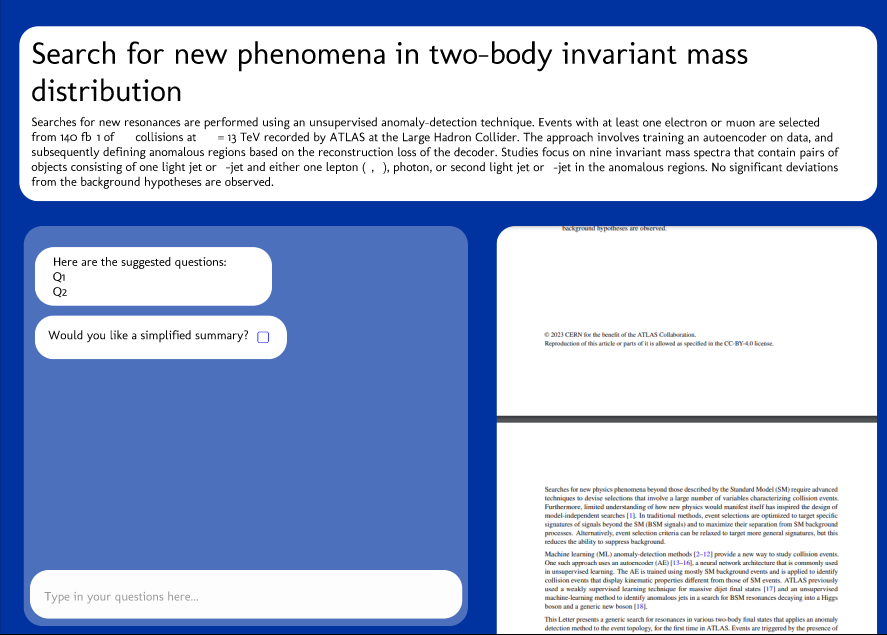 Search for new phenomena in two-body invariant mass
distribution
Searches for new resonances are performed using an unsupervised anomaly-detection technique. Events with at least one electron or muon are selected
from 140 fb 1 of collisions at = 13 TeV recorded by ATLAS at the Large Hadron Collider. The approach involves training an autoencoder on data, and
subsequently defining anomalous regions based on the reconstruction loss of the decoder. Studies focus on nine invariant mass spectra that contain pairs of
objects consisting of one light jet or -jet and either one lepton ( , ), photon, or second light jet or -jet in the anomalous regions. No significant deviations
from the background hypotheses are observed.
Here are the suggested questions:
Q1
Q2
Would you like a simplified summary?
Type in your questions here...
background hypotheses are observed.
© 2023 CERN for the benefit of the ATLAS Collaboration.
Reproduction of this article or parts of it is allowed as specified in the CC-BY-4.0 license.
Searches for new physics phenomena beyond those described by the Standard Model (SM) require advanced
techniques to devise selections that involve a large number of variables characterizing collision events.
Furthermore, limited understanding of how new physics would manifest itself has inspired the design of
model-independent searches [1]. In traditional methods, event selections are optimized to target specific
signatures of signals beyond the SM (BSM signals) and to maximize their separation from SM background
processes. Alternatively, event selection criteria can be relaxed to target more general signatures, but this
reduces the ability to suppress background.
Machine learning (ML) anomaly-detection methods [2–12] provide a new way to study collision events.
One such approach uses an autoencoder (AE) [13–16], a neural network architecture that is commonly used
in unsupervised learning. The AE is trained using mostly SM background events and is applied to identify
collision events that display kinematic properties different from those of SM events. ATLAS previously
used a weakly supervised learning technique for massive dijet final states [17] and an unsupervised
machine-learning method to identify anomalous jets in a search for BSM resonances decaying into a Higgs
boson and a generic new boson [18].
This Letter presents a generic search for resonances in various two-body final states that applies an anomaly
detection method to the event topology, for the first time in ATLAS. Events are triggered by the presence of